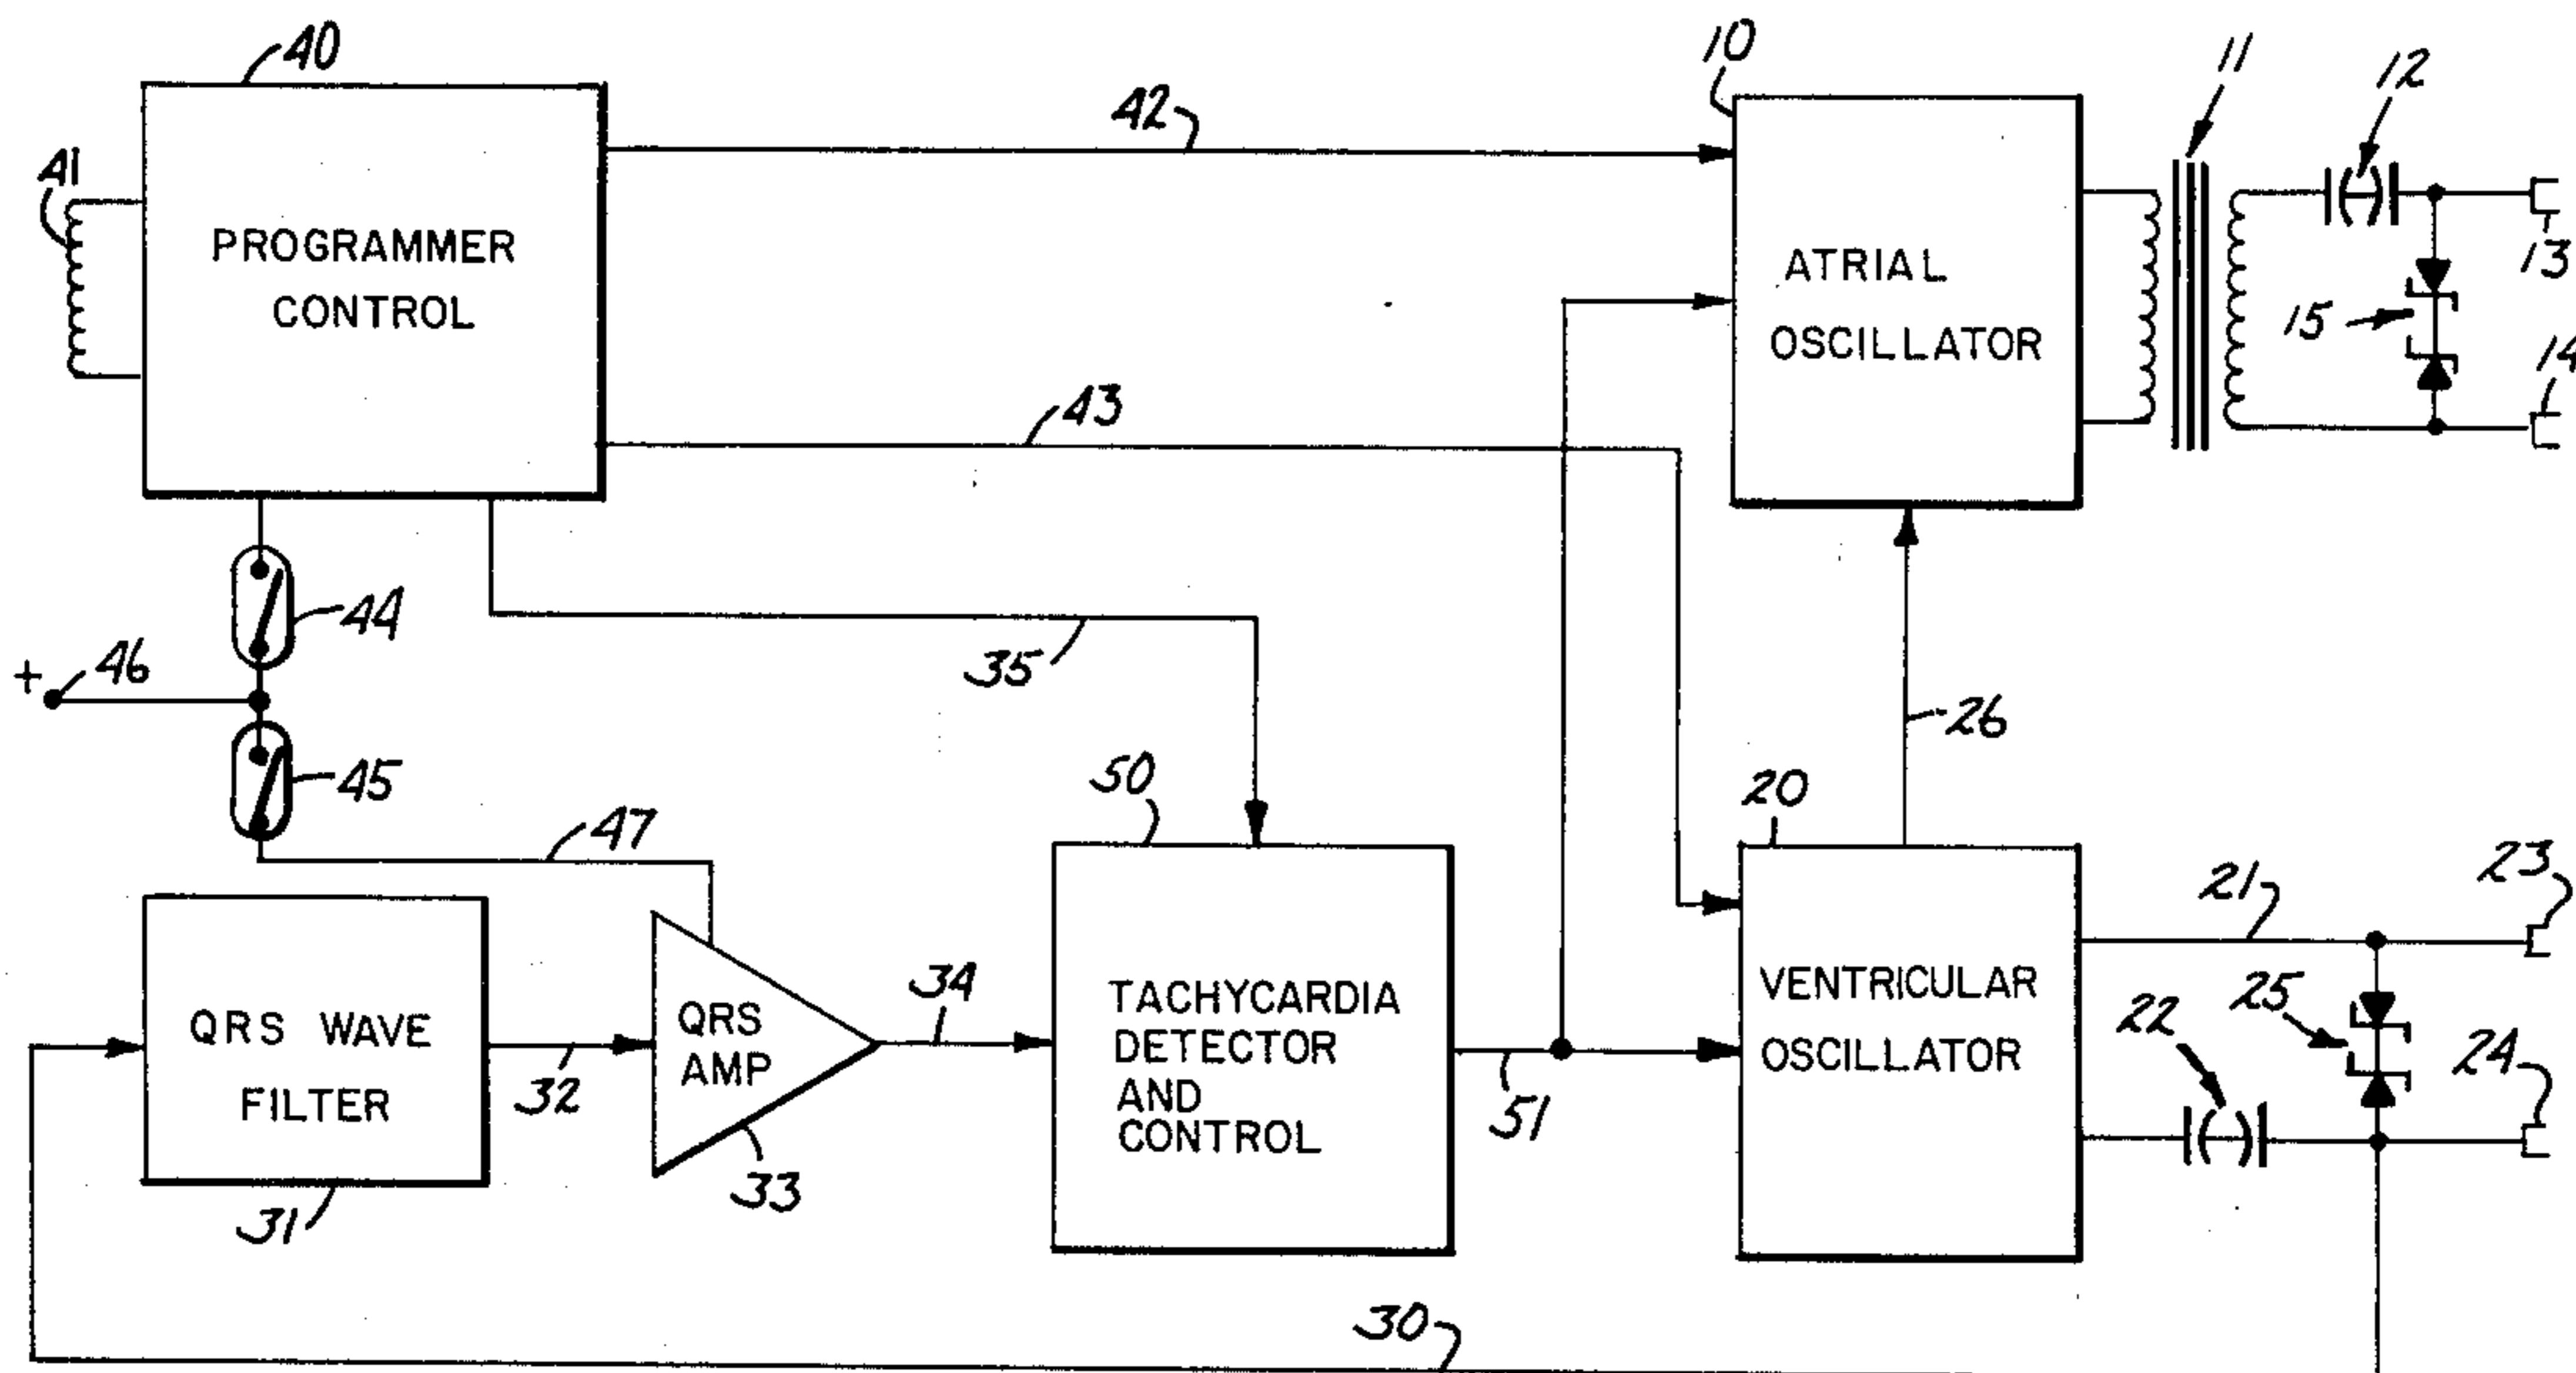 40
10
11
12
42
41
PROGRAMMER
CONTROL
ATRIAL
OSCILLATOR
13
15
14
43
44
35
+ 46
26
45
47
50
20
23
21
QRS WAVE
FILTER
32
QRS
AMP
34
TACHYCARDIA
DETECTOR
AND
CONTROL
51
VENTRICULAR
OSCILLATOR
22
25
24
31
33
30